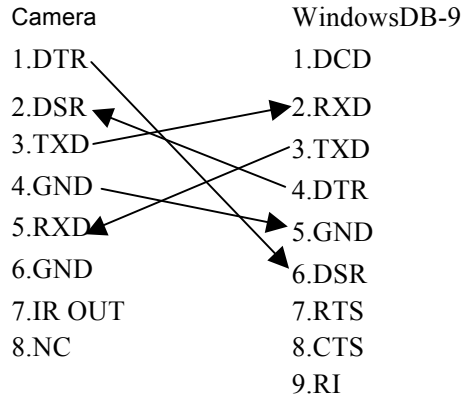 Camera WindowsDB-9
1.DTR 1.DCD
2.DSR 2.RXD
3.TXD 3.TXD
4.GND 4.DTR
5.RXD 5.GND
6.GND 6.DSR
7.IR OUT 7.RTS
8.NC 8.CTS
9.RI